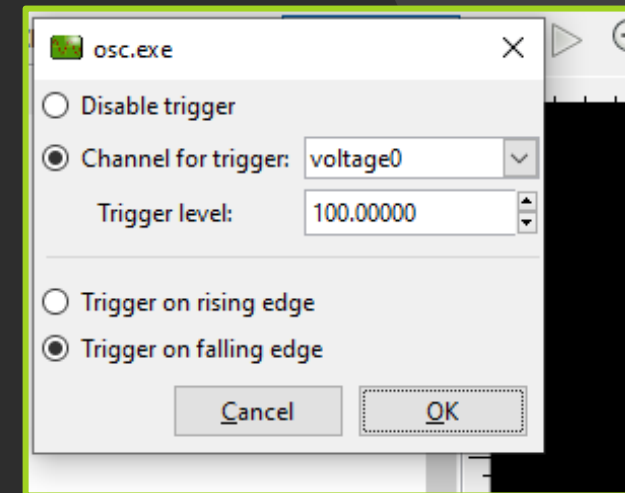 osc.exe
Disable trigger
Channel for trigger: voltage0
Trigger level: 100.00000
Trigger on rising edge
Trigger on falling edge
Cancel OK